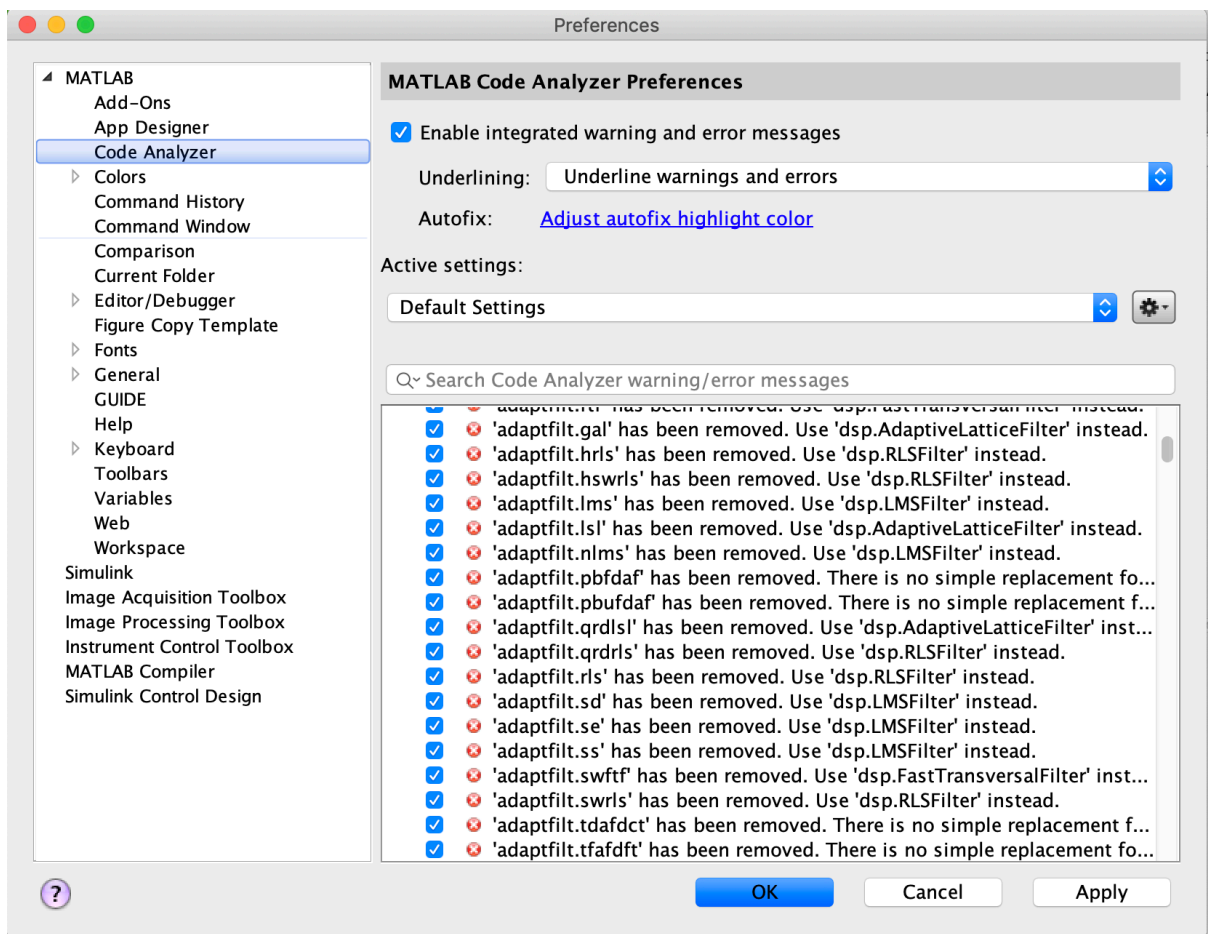 Preferences
MATLAB
Add-Ons
App Designer
Code Analyzer
Colors
Command History
Command Window
Comparison
Current Folder
Editor/Debugger
Figure Copy Template
Fonts
General
GUIDE
Help
Keyboard
Toolbars
Variables
Web
Workspace
Simulink
Image Acquisition Toolbox
Image Processing Toolbox
Instrument Control Toolbox
MATLAB Compiler
Simulink Control Design
MATLAB Code Analyzer Preferences
Enable integrated warning and error messages
Underlining: Underline warnings and errors
Autofix: Adjust autofix highlight color
Active settings:
Default Settings
Search Code Analyzer warning/error messages
'adaptfilt.ftf' has been removed. Use 'dsp.FastTransversalFilter' instead.
'adaptfilt.gal' has been removed. Use 'dsp.AdaptiveLatticeFilter' instead.
'adaptfilt.hrls' has been removed. Use 'dsp.RLSFilter' instead.
'adaptfilt.hswrls' has been removed. Use 'dsp.RLSFilter' instead.
'adaptfilt.lms' has been removed. Use 'dsp.LMSFilter' instead.
'adaptfilt.lsl' has been removed. Use 'dsp.AdaptiveLatticeFilter' instead.
'adaptfilt.nlms' has been removed. Use 'dsp.LMSFilter' instead.
'adaptfilt.pbfdaf' has been removed. There is no simple replacement fo...
'adaptfilt.pbufdaf' has been removed. There is no simple replacement f...
'adaptfilt.qrdlsl' has been removed. Use 'dsp.AdaptiveLatticeFilter' inst...
'adaptfilt.qrdrls' has been removed. Use 'dsp.RLSFilter' instead.
'adaptfilt.rls' has been removed. Use 'dsp.RLSFilter' instead.
'adaptfilt.sd' has been removed. Use 'dsp.LMSFilter' instead.
'adaptfilt.se' has been removed. Use 'dsp.LMSFilter' instead.
'adaptfilt.ss' has been removed. Use 'dsp.LMSFilter' instead.
'adaptfilt.swftf' has been removed. Use 'dsp.FastTransversalFilter' inst...
'adaptfilt.swrls' has been removed. Use 'dsp.RLSFilter' instead.
'adaptfilt.tdafdct' has been removed. There is no simple replacement f...
'adaptfilt.tfafdft' has been removed. There is no simple replacement fo...
?
OK
Cancel
Apply